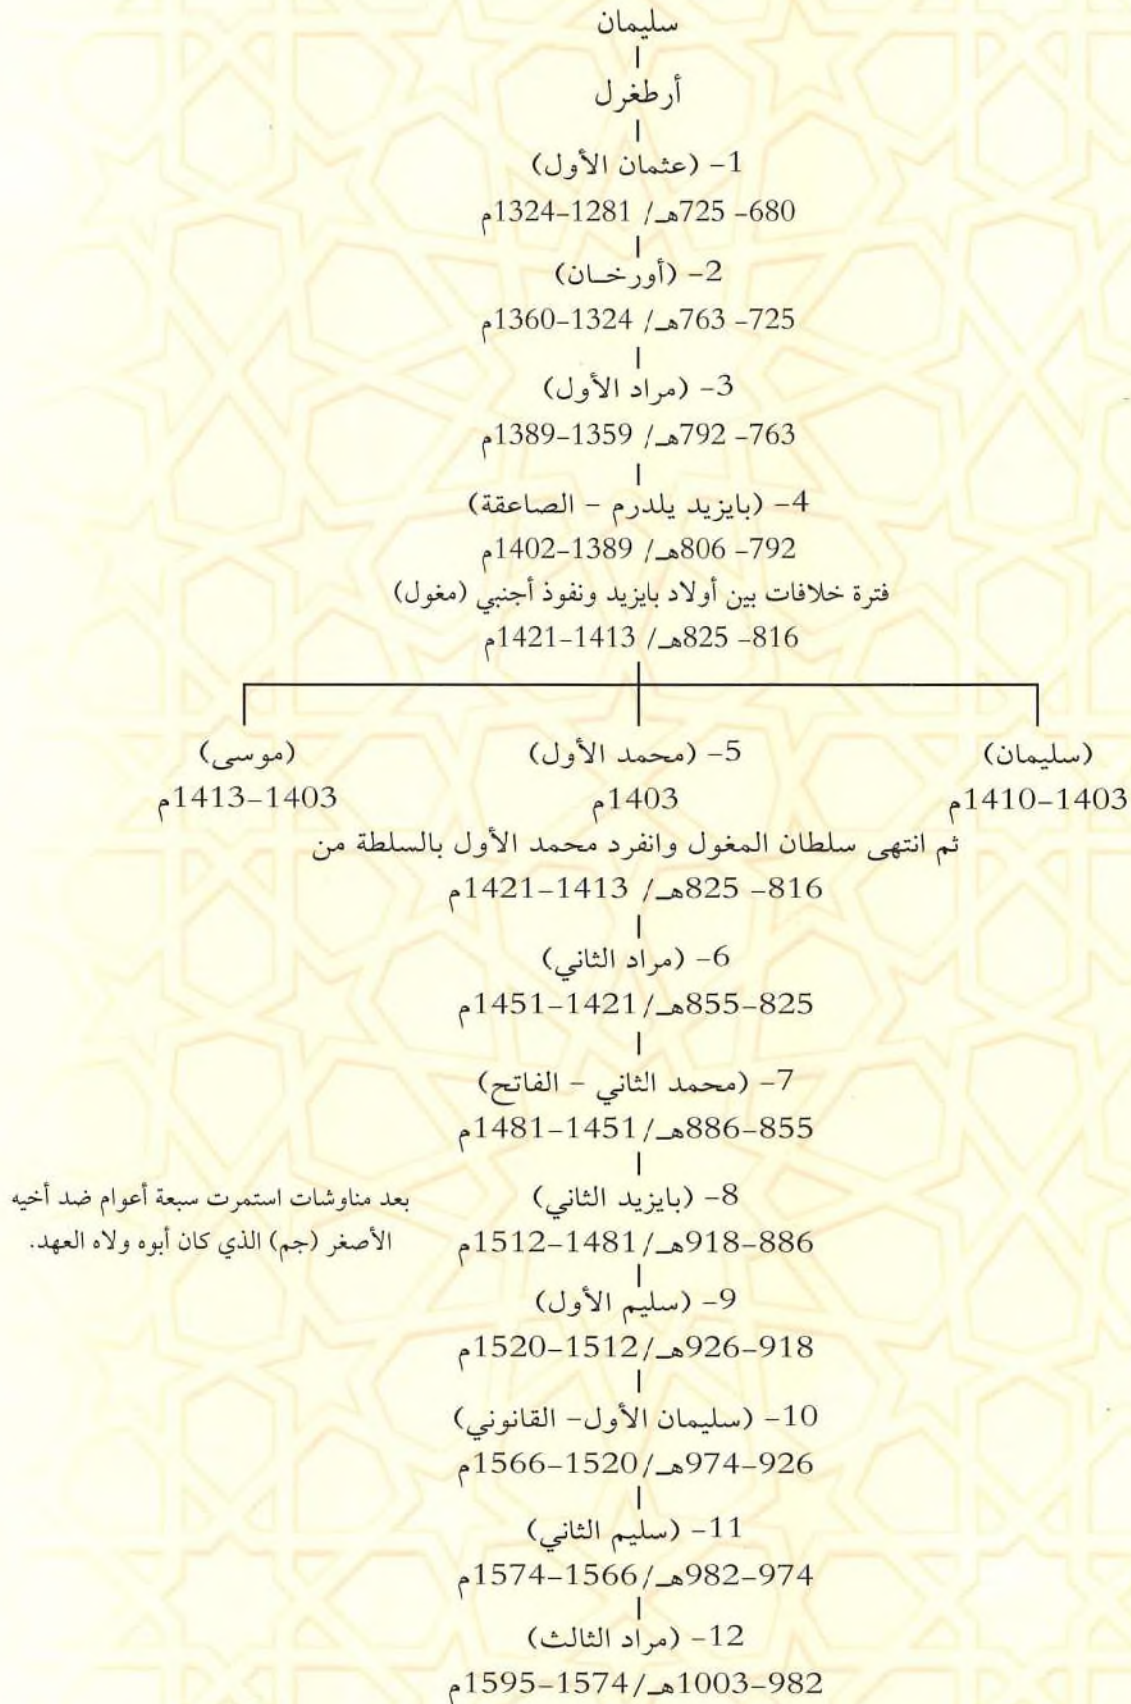 سليمان
أرطغرل
1- (عثمان الأول)
680- 725هـ/ 1281-1324م
2- (أورخـان)
725- 763هـ/ 1324-1360م
3- (مراد الأول)
763- 792هـ/ 1359-1389م
4- (بايزيد يلدرم - الصاعقة)
792- 806هـ/ 1389-1402م
فترة خلافات بين أولاد بايزيد ونفوذ أجنبي (مغول)
816- 825هـ/ 1413-1421م
(سليمان)
1403-1410م
5- (محمد الأول)
1403م
(موسى)
1403-1413م
ثم انتهى سلطان المغول وانفرد محمد الأول بالسلطة من
816- 825هـ/ 1413-1421م
6- (مراد الثاني)
825-855هـ/1421-1451م
7- (محمد الثاني - الفاتح)
855-886هـ/1451-1481م
8- (بايزيد الثاني)
886-918هـ/1481-1512م
بعد مناوشات استمرت سبعة أعوام ضد أخيه
الأصغر (جم) الذي كان أبوه ولاه العهد.
9- (سليم الأول)
918-926هـ/1512-1520م
10- (سليمان الأول- القانوني)
926-974هـ/1520-1566م
11- (سليم الثاني)
974-982هـ/1566-1574م
12- (مراد الثالث)
982-1003هـ/1574-1595م